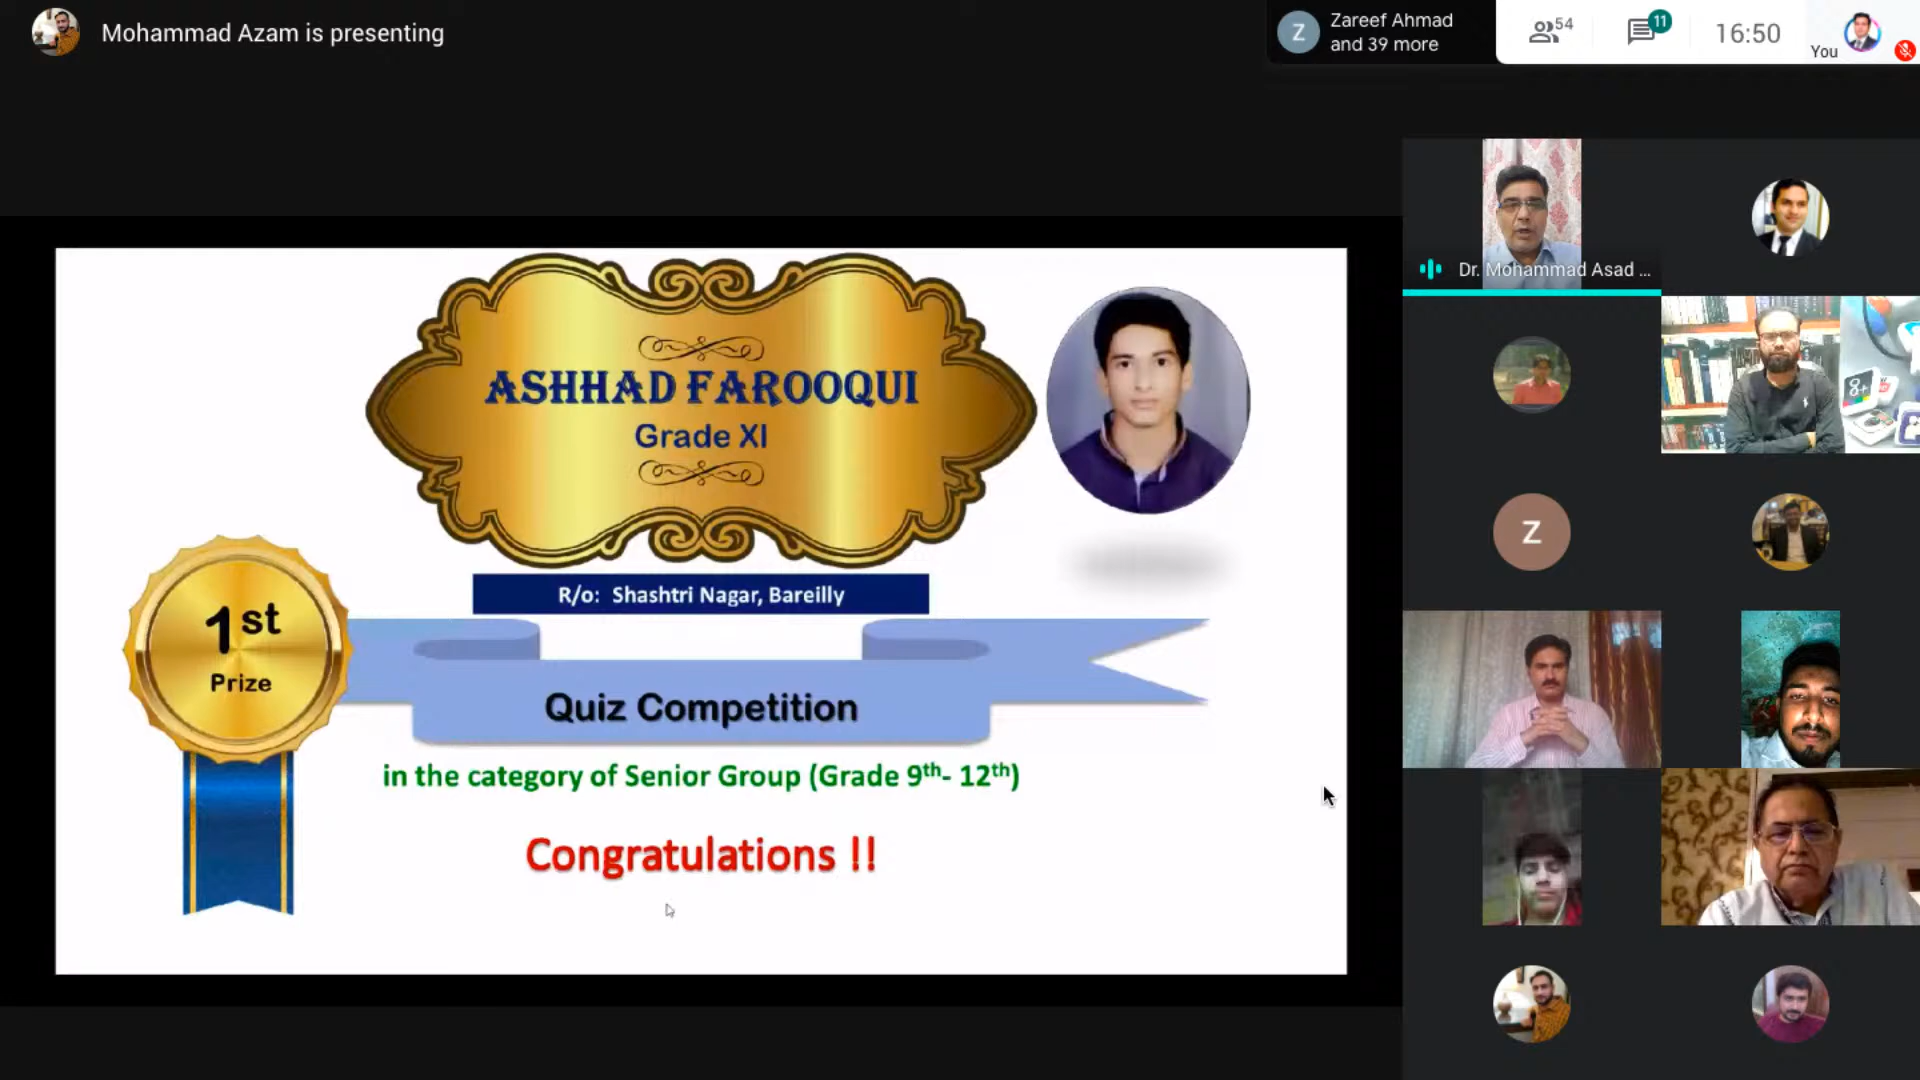 Mohammad Azam is presenting
Z
Zareef Ahmad
and 39 more
54
11
16:50
You
ASHHAD FAROOQUI
Grade XI
R/o: Shashtri Nagar, Bareilly
1st
Prize
Quiz Competition
in the category of Senior Group (Grade 9th- 12th)
Congratulations !!
Dr. Mohammad Asad ...
8+
Z